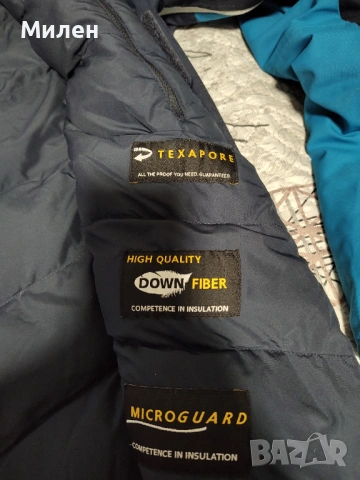 Милен
TEXAPORE
ALL THE PROOF YOU NEED. GUARANTEED
HIGH QUALITY
DOWN FIBER
COMPETENCE IN INSULATION
MICROGUARD
COMPETENCE IN INSULATION
BAZAR